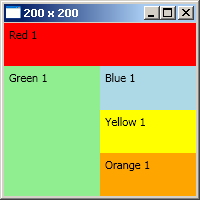 200 x 200
Red 1
Green 1
Blue 1
Yellow 1
Orange 1